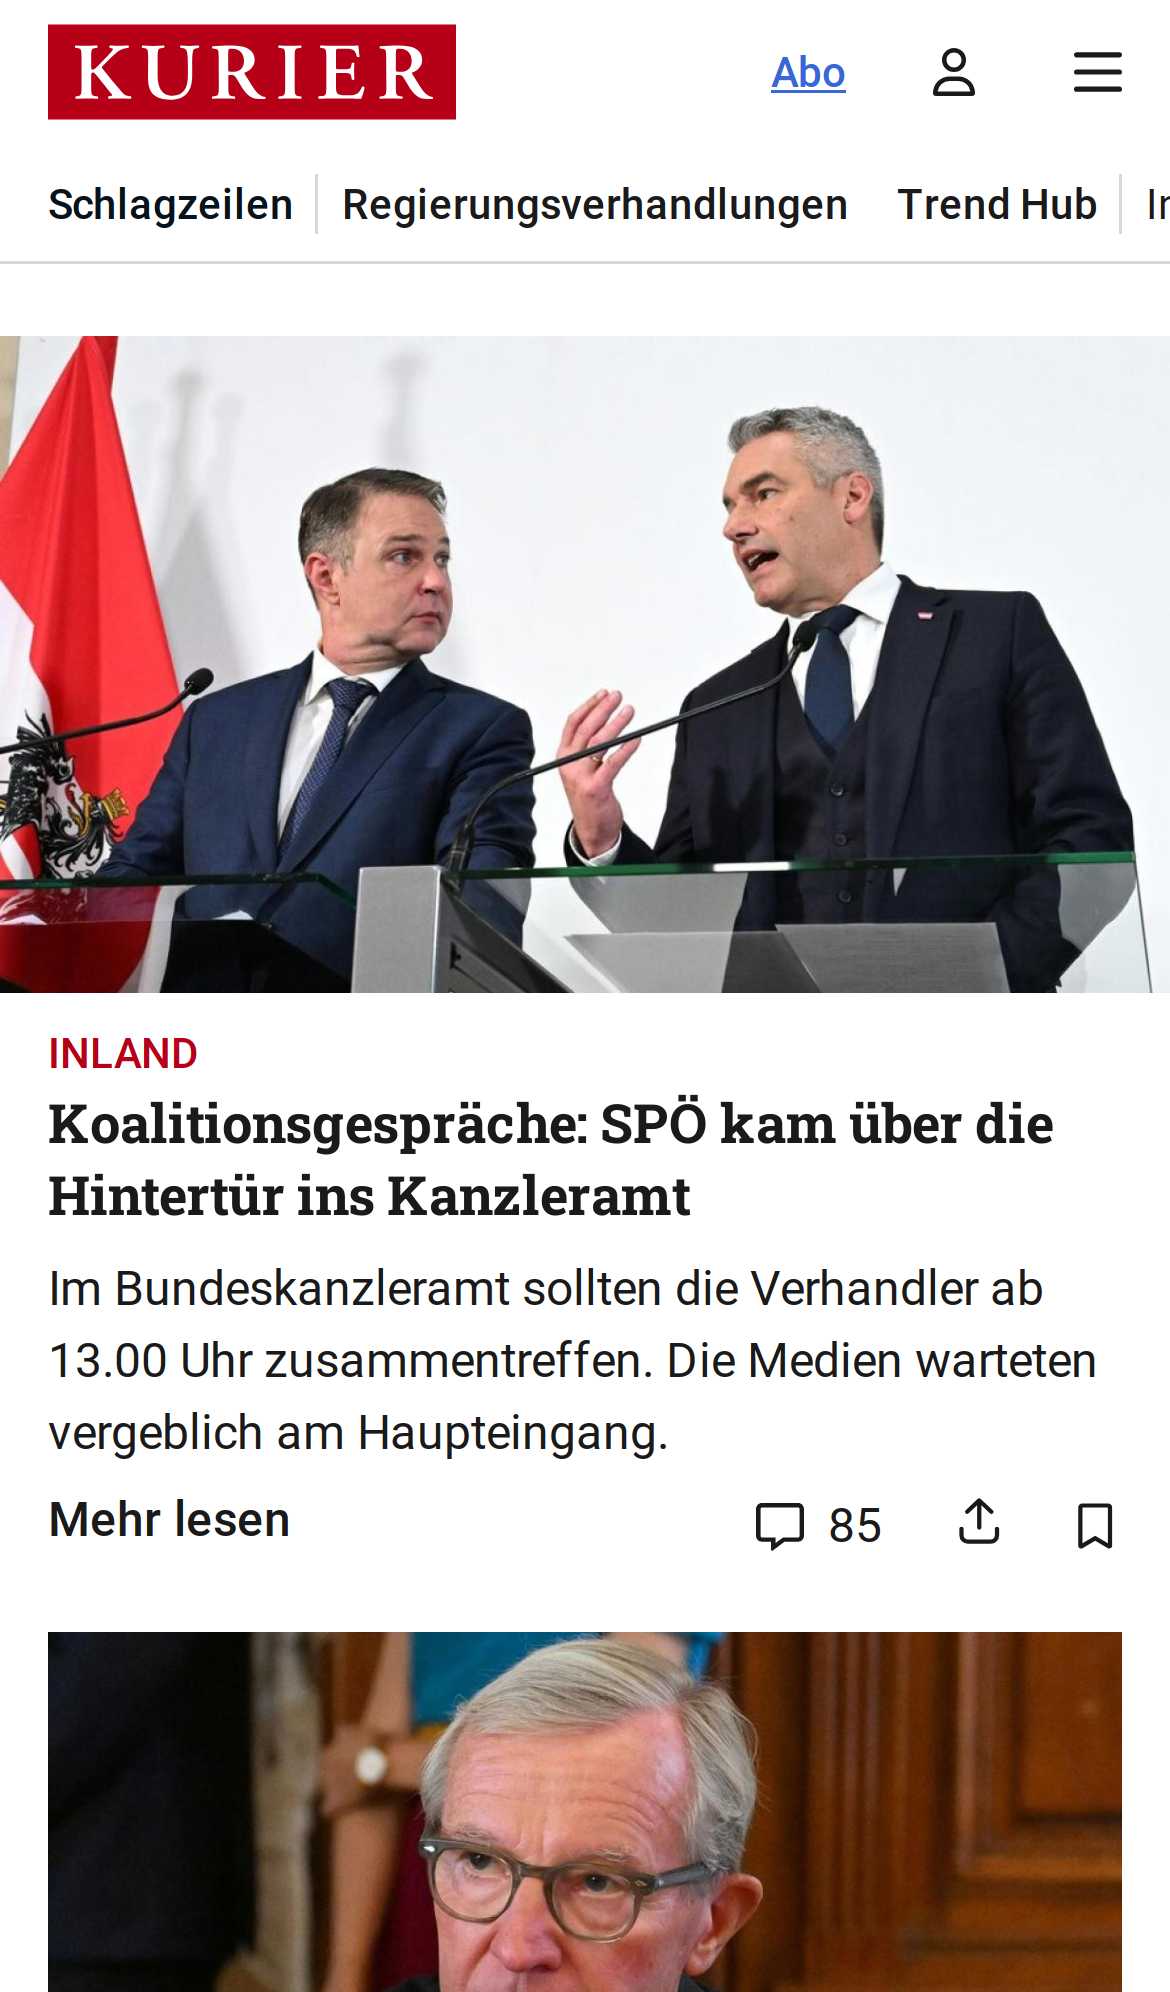 KURIER
Abo
Schlagzeilen
Regierungsverhandlungen
Trend Hub
INLAND
Koalitionsgespräche: SPÖ kam über die
Hintertür ins Kanzleramt
Im Bundeskanzleramt sollten die Verhandler ab
13.00 Uhr zusammentreffen. Die Medien warteten
vergeblich am Haupteingang.
Mehr lesen
85